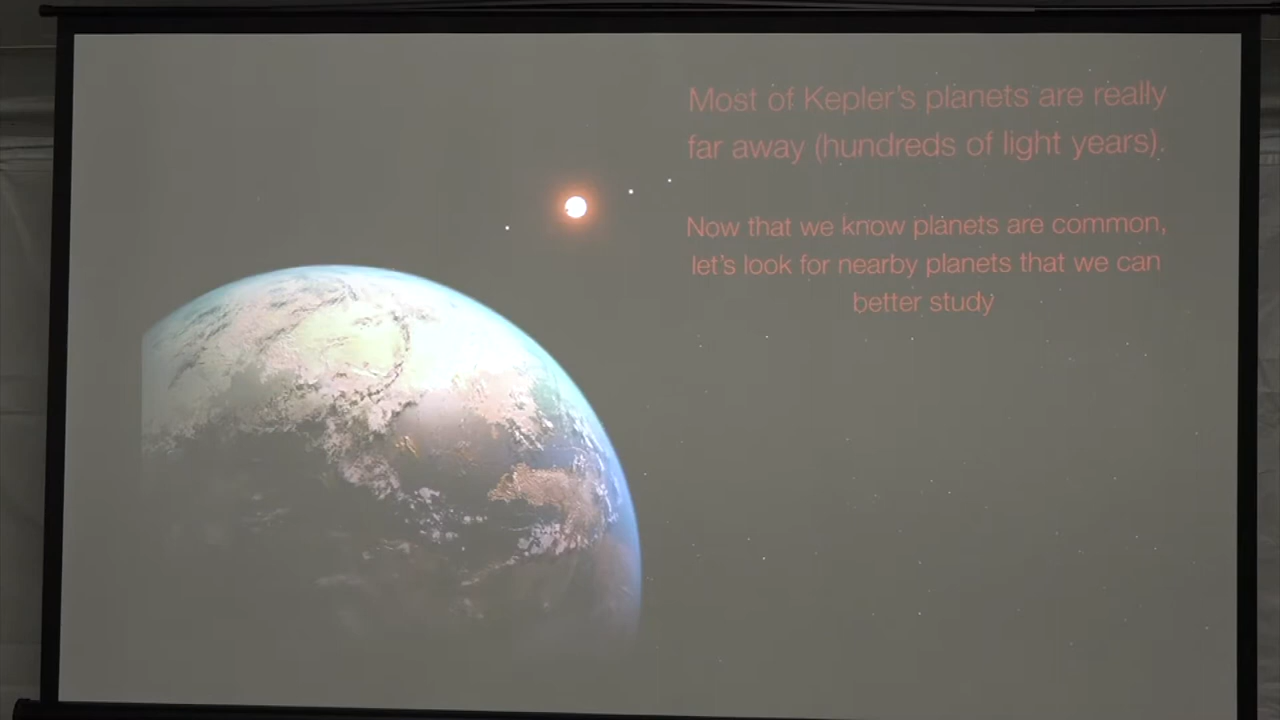 Most of Kepler's planets are really
far away (hundreds of light years).
Now that we know planets are common,
let's look for nearby planets that we can
better study